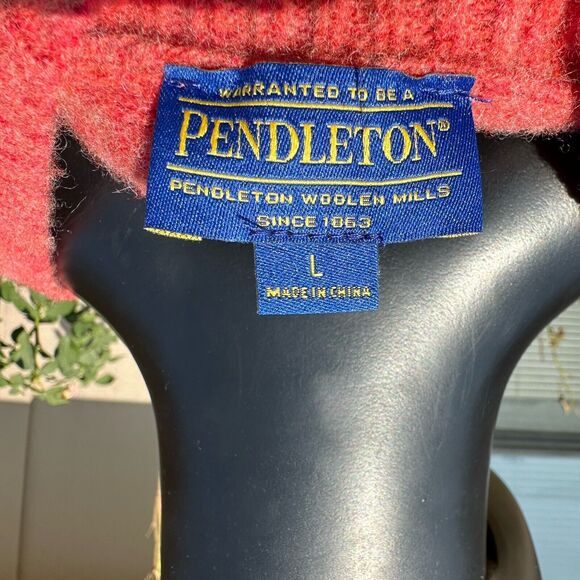 WARRANTED TO BE A
PENDLETON®
PENDLETON WOOLEN MILLS
SINCE 1863
L
MADE IN CHINA